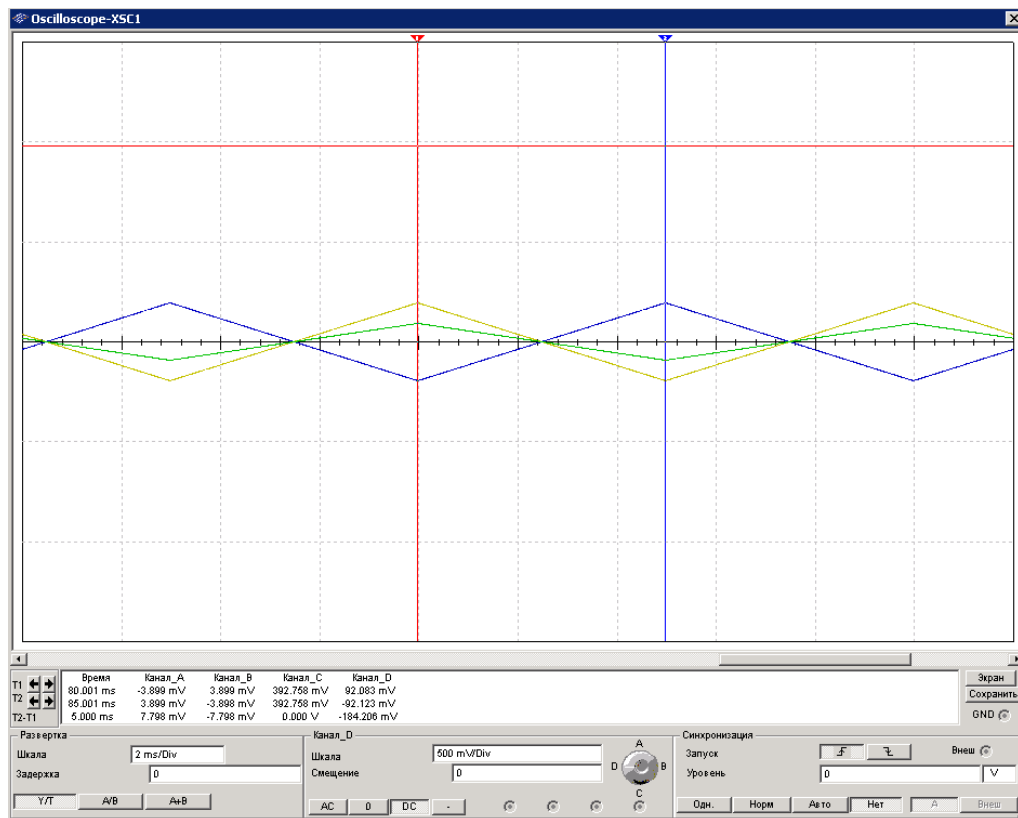 Oscilloscope-XSC1
1
2
T1
T2
T2-T1
Время Канал_A Канал_B Канал_C Канал_D
80.001 ms -3.899 mV 3.899 mV 392.758 mV 92.083 mV
85.001 ms 3.899 mV -3.898 mV 392.758 mV -92.123 mV
5.000 ms 7.798 mV -7.798 mV 0.000 V -184.206 mV
Экран
Сохранить
GND
Развертка
Шкала 2 ms/Div
Задержка 0
Y/T A/B A+B
Канал_D
Шкала 500 mV/Div
Смещение 0
AC 0 DC -
A
D B
C
Синхронизация
Запуск Внеш
Уровень 0 V
Одн. Норм Авто Нет A Внеш